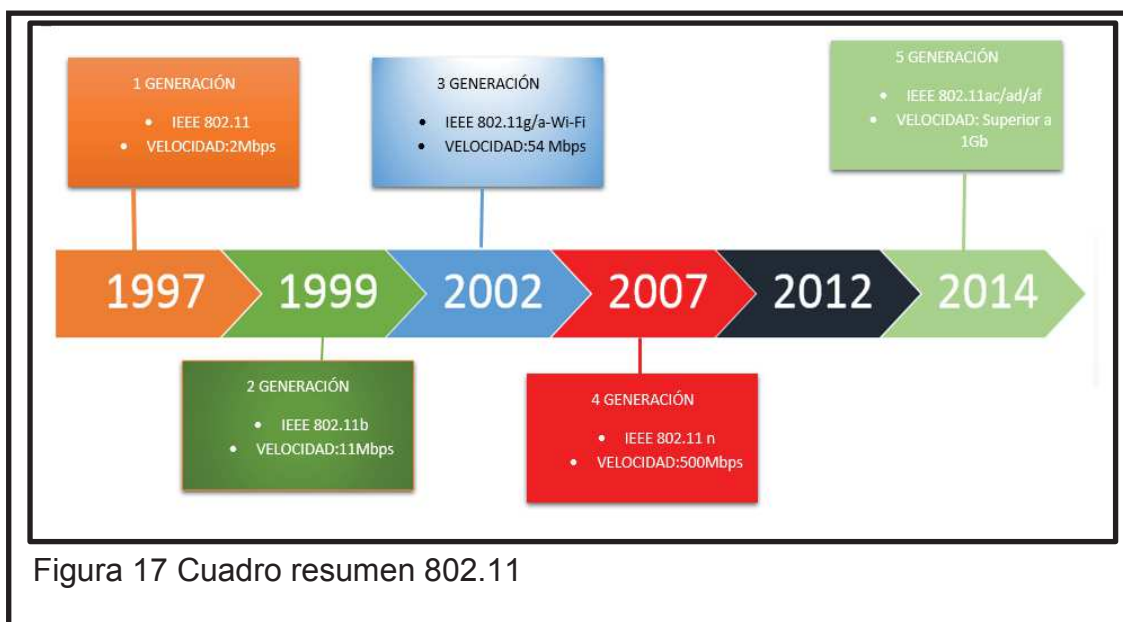 1 GENERACIÓN
• IEEE 802.11
• VELOCIDAD:2Mbps
3 GENERACIÓN
• IEEE 802.11g/a-Wi-Fi
• VELOCIDAD:54 Mbps
5 GENERACIÓN
• IEEE 802.11ac/ad/af
• VELOCIDAD: Superior a
1Gb
1997
1999
2002
2007
2012
2014
2 GENERACIÓN
• IEEE 802.11b
• VELOCIDAD:11Mbps
4 GENERACIÓN
• IEEE 802.11 n
• VELOCIDAD:500Mbps
Figura 17 Cuadro resumen 802.11